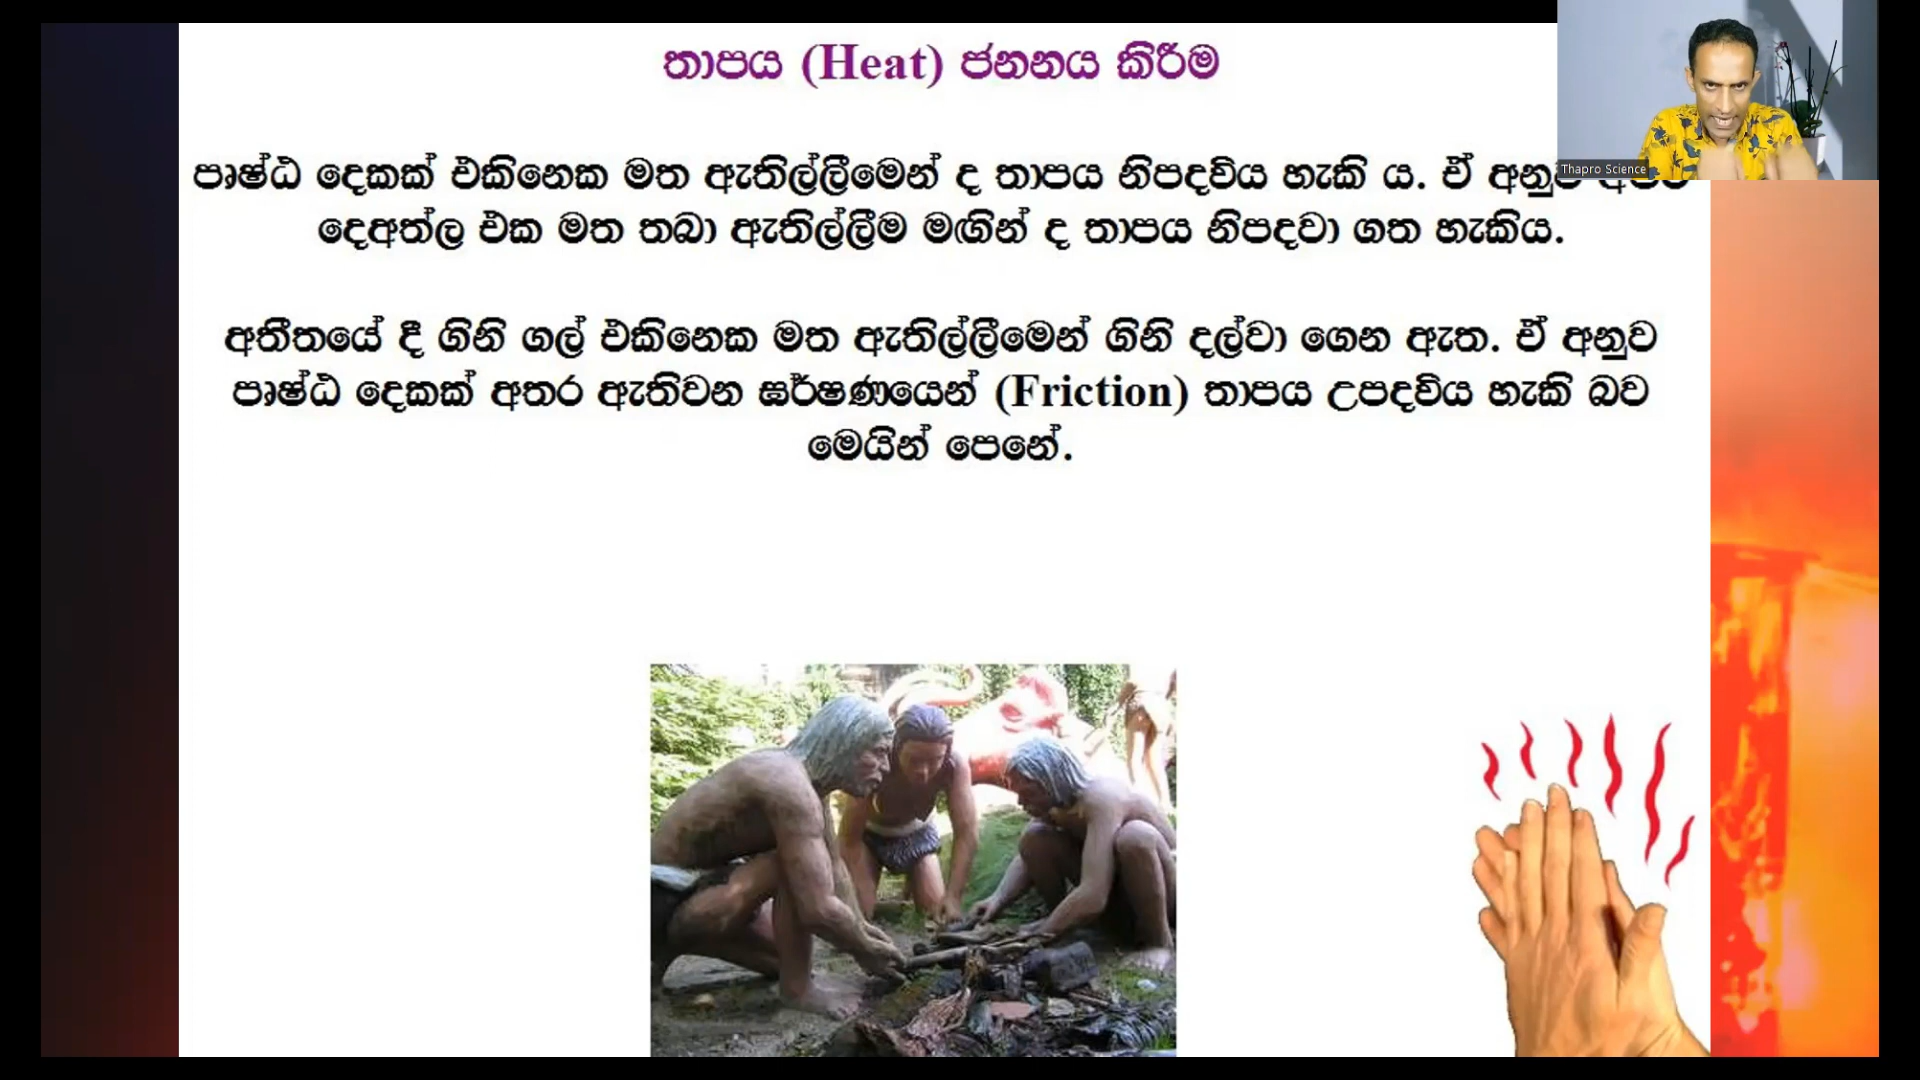 තාපය (Heat) ජනනය කිරීම
පෘෂ්ඨ දෙකක් එකිනෙක මත ඇතිල්ලීමෙන් ද තාපය නිපදවිය හැකි ය. ඒ
දෙඅත්ල එක මත තබා ඇතිල්ලීම මඟින් ද තාපය නිපදවා ගත හැකිය.
අතීතයේ දී ගිනි ගල් එකිනෙක මත ඇතිල්ලීමෙන් ගිනි දල්වා ගෙන ඇත. ඒ අනුව
පෘෂ්ඨ දෙකක් අතර ඇතිවන ඝර්ෂණයෙන් (Friction) තාපය උපදවිය හැකි බව
මෙයින් පෙනේ.
Thapro Science